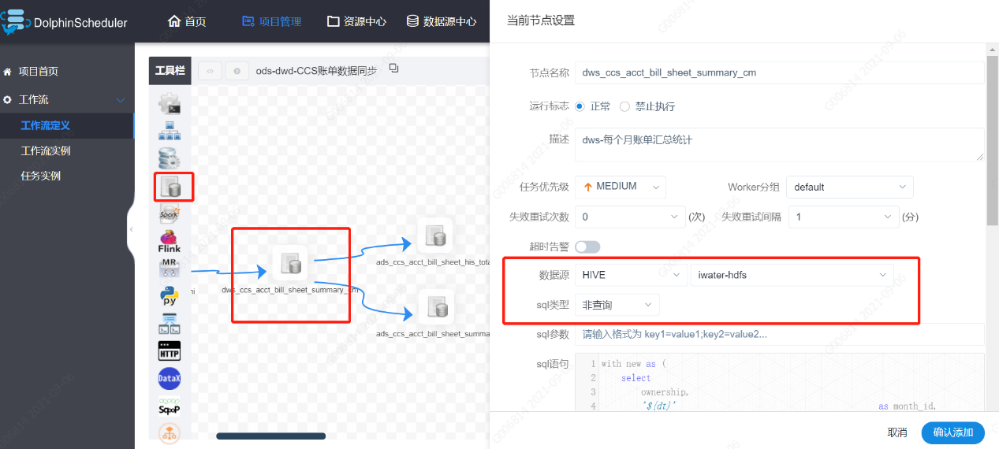 DolphinScheduler
首页
项目管理
资源中心
数据源中心
项目首页
工作流
工作流定义
工作流实例
任务实例
工具栏
ods-dwd-CCS账单数据同步
Spark
Flink
MR
py
HTTP
DataX
Sqoop
dws_ccs_acct_bill_sheet_summary_cm
ads_ccs_acct_bill_sheet_his_tota
ads_ccs_acct_bill_sheet_summa
当前节点设置
节点名称 dws_ccs_acct_bill_sheet_summary_cm
运行标志 正常 禁止执行
描述 dws-每个月账单汇总统计
任务优先级 MEDIUM Worker分组 default
失败重试次数 0 (次) 失败重试间隔 1 (分)
超时告警
数据源 HIVE iwater-hdfs
sql类型 非查询
sql参数 请输入格式为 key1=value1;key2=value2...
sql语句 1 with new as (
2 select
3 ownership,
4 '${dt}' as month_id,
取消 确认添加
G006814 2021-09-06